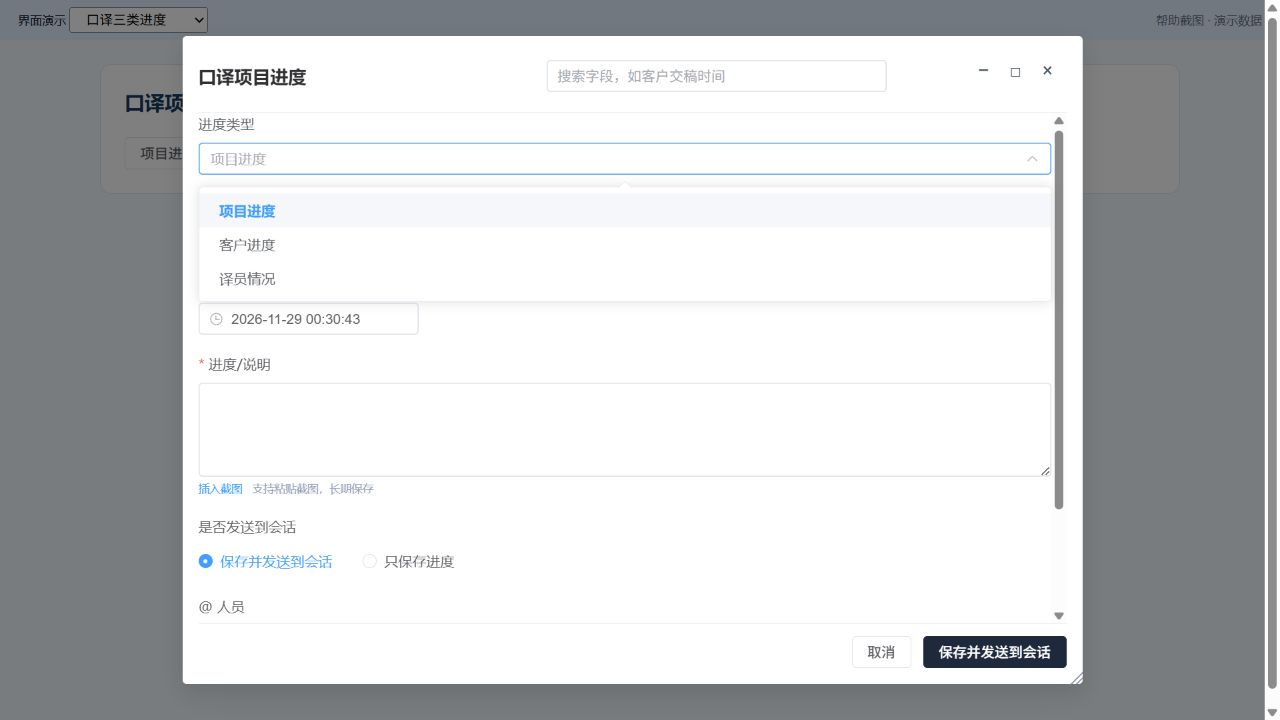 界面演示 口译三类进度 帮助截图 · 演示数据
口译项目进度 搜索字段，如客户交稿时间
口译项
项目进
进度类型
项目进度
项目进度
客户进度
译员情况
2026-11-29 00:30:43
* 进度/说明
插入截图 支持粘贴截图，长期保存
是否发送到会话
保存并发送到会话 只保存进度
@ 人员
取消 保存并发送到会话